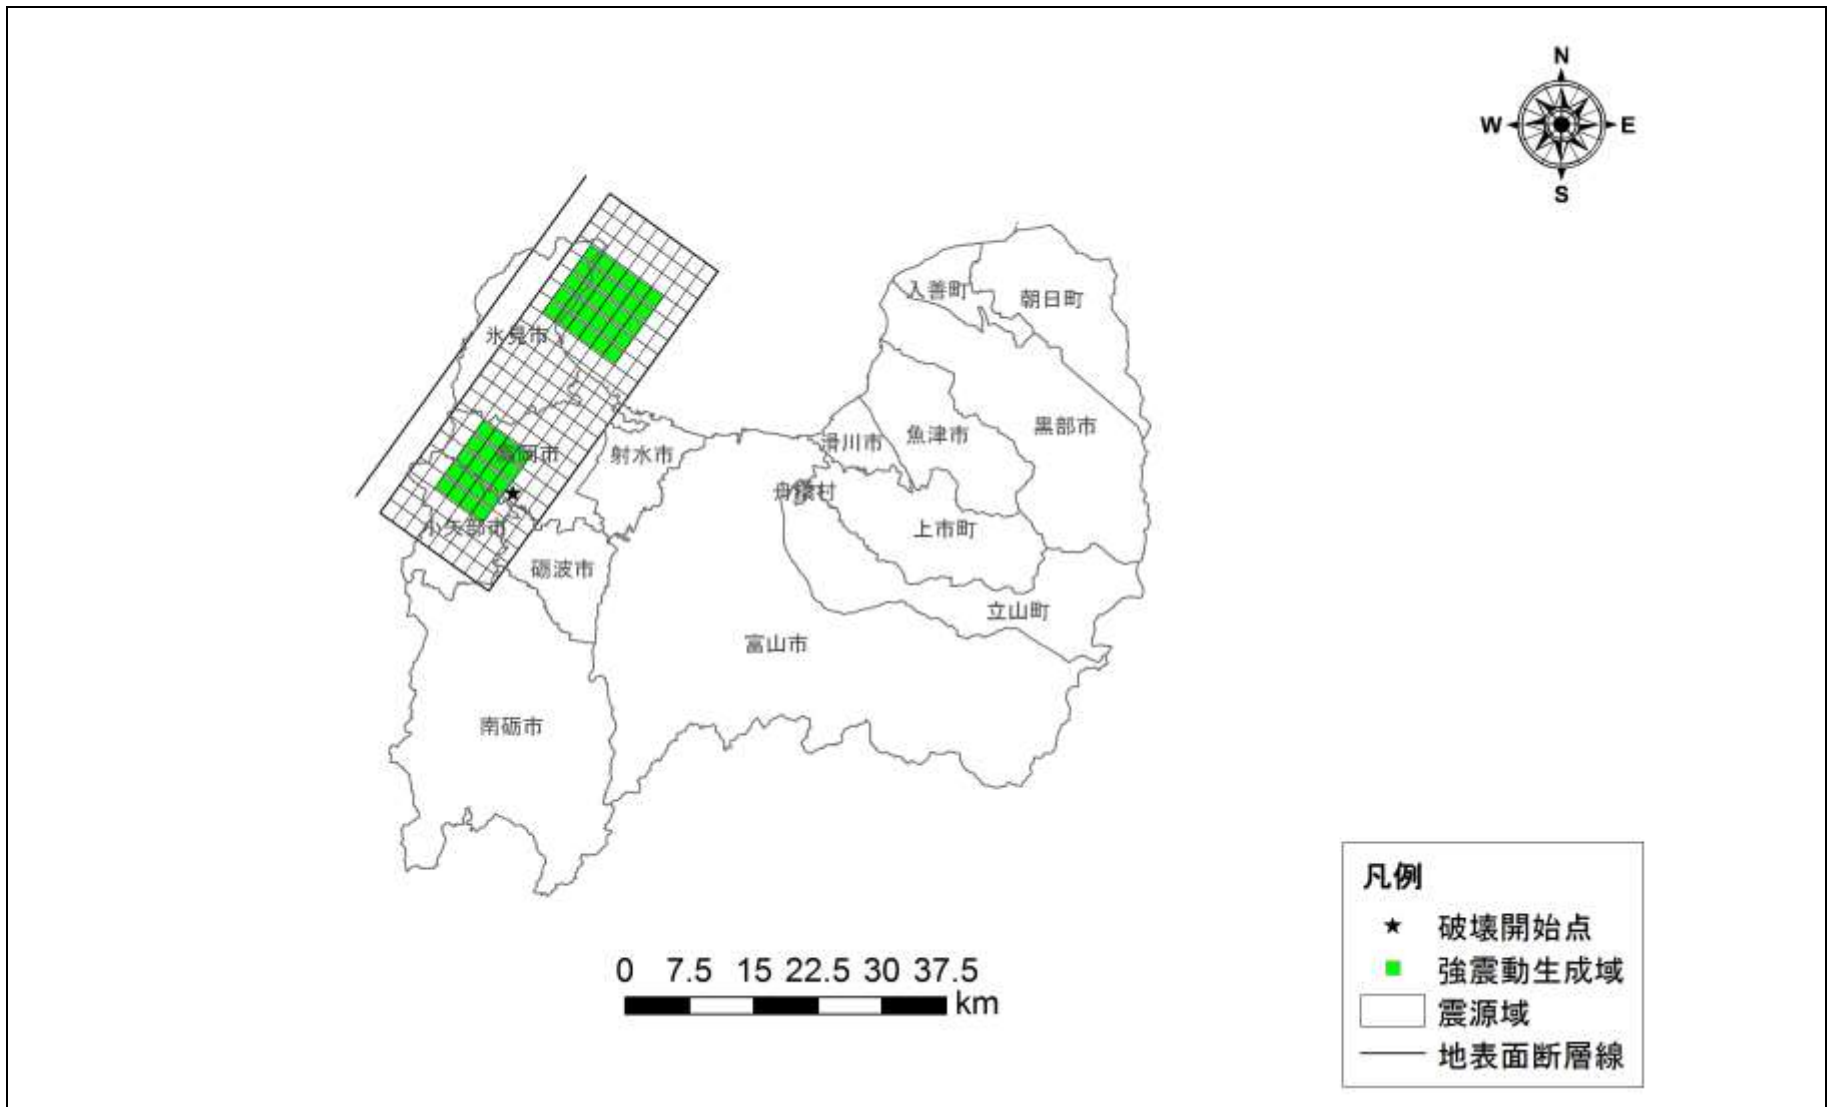 N
W
E
S
入善町
朝日町
氷見市
黒部市
魚津市
滑川市
高岡市
射水市
舟橋村
小矢部市
上市町
砺波市
立山町
富山市
南砺市
凡例
破壊開始点
強震動生成域
震源域
地表面断層線
0 7.5 15 22.5 30 37.5
km